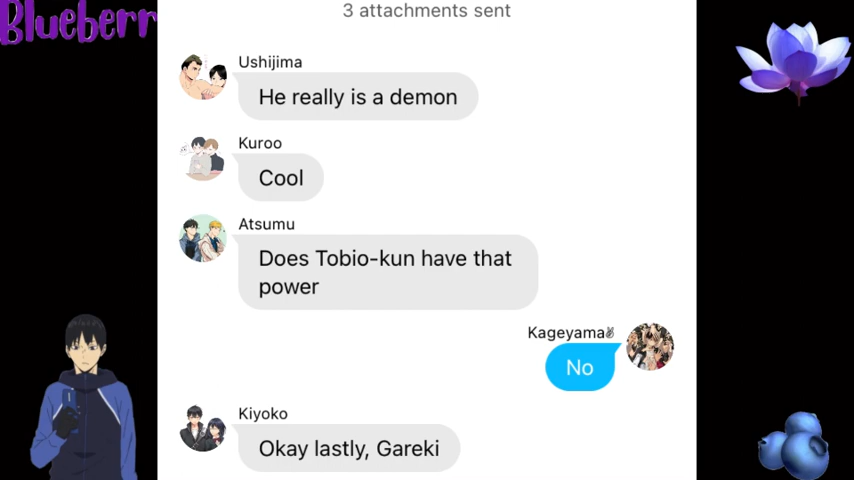 Blueberr
3 attachments sent
Ushijima
He really is a demon
Kuroo
Cool
Atsumu
Does Tobio-kun have that
power
Kageyama✌
No
Kiyoko
Okay lastly, Gareki